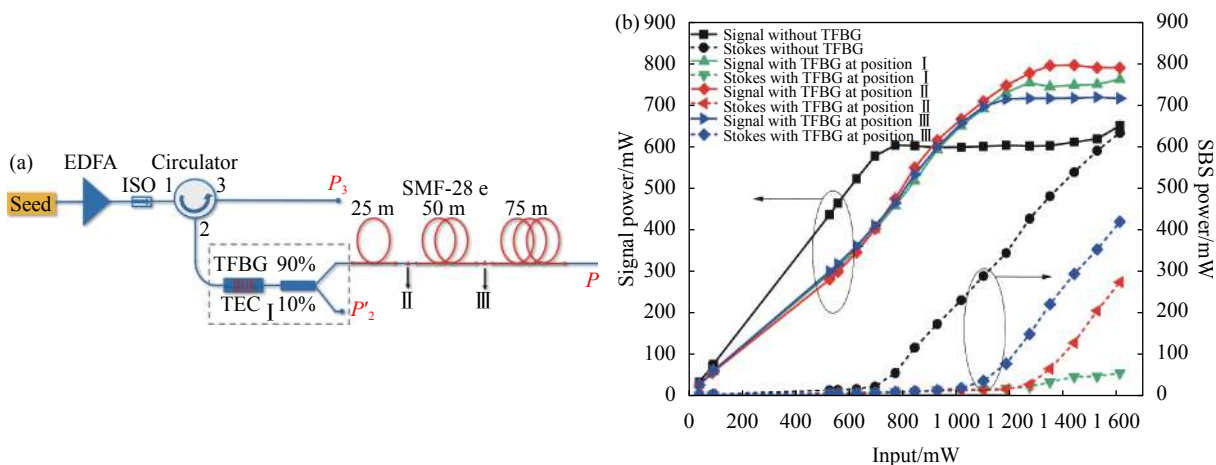 (a)
EDFA
Circulator
ISO
1
3
Seed
2
P3
SMF-28 e
25 m
50 m
75 m
TFBG
90%
TEC
I
10%
P'2
II
III
P
(b)
900
800
700
600
500
400
300
200
100
0
Signal power/mW
Signal without TFBG
Stokes without TFBG
Signal with TFBG at position I
Stokes with TFBG at position I
Signal with TFBG at position II
Stokes with TFBG at position II
Signal with TFBG at position III
Stokes with TFBG at position III
900
800
700
600
500
400
300
200
100
0
SBS power/mW
0 200 400 600 800 1 000 1 200 1 400 1 600
Input/mW